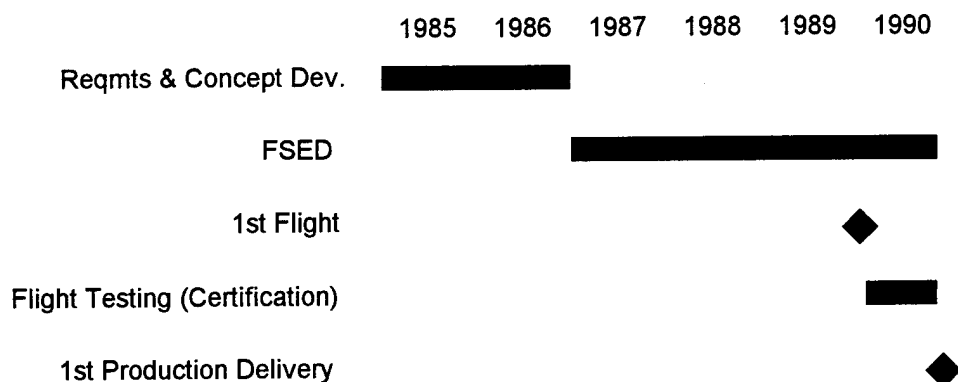 1985 1986 1987 1988 1989 1990
Reqmts & Concept Dev.
FSED
1st Flight
Flight Testing (Certification)
1st Production Delivery